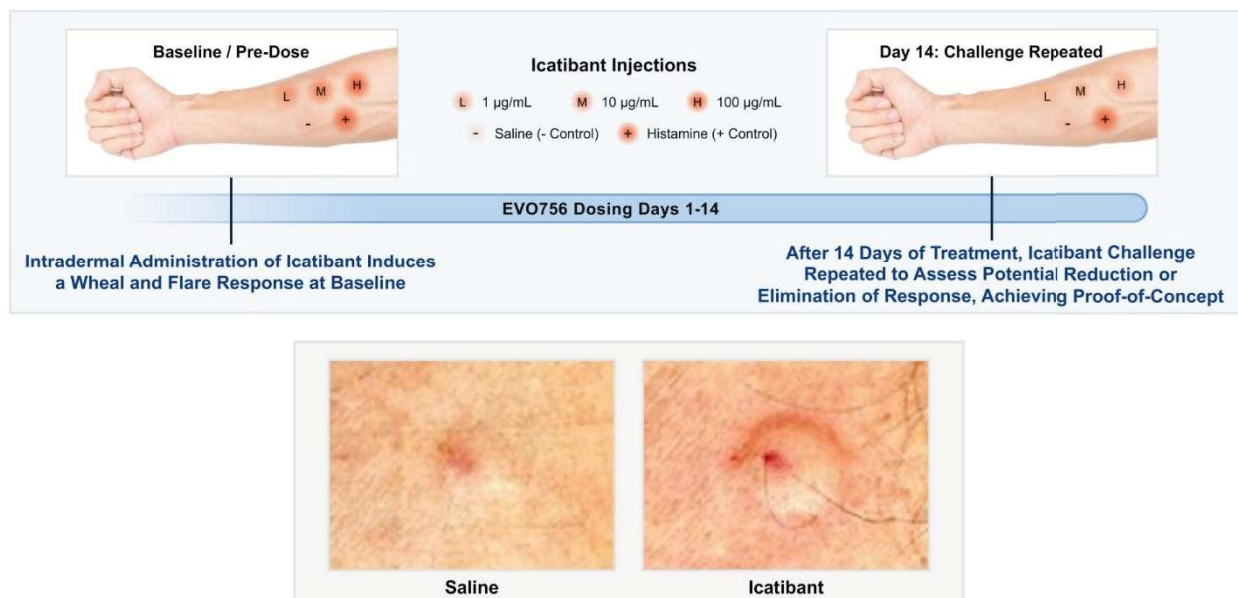 Baseline / Pre-Dose
L
M
H
-
+
Icatibant Injections
L 1 µg/mL M 10 µg/mL H 100 µg/mL
- Saline (- Control) + Histamine (+ Control)
Day 14: Challenge Repeated
L
M
H
-
+
EVO756 Dosing Days 1-14
Intradermal Administration of Icatibant Induces
a Wheal and Flare Response at Baseline
After 14 Days of Treatment, Icatibant Challenge
Repeated to Assess Potential Reduction or
Elimination of Response, Achieving Proof-of-Concept
Saline
Icatibant